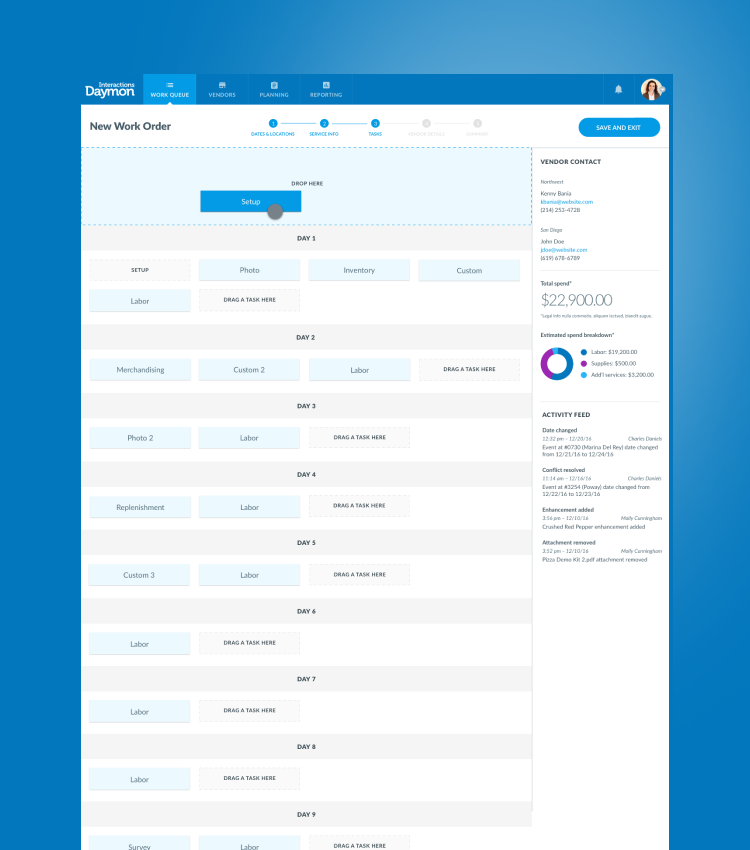 Interactions
Daymon
WORK QUEUE
VENDORS
PLANNING
REPORTING
New Work Order
1
2
3
4
5
DATES & LOCATIONS
SERVICE INFO
TASKS
INVOICE DETAILS
SAVE AND EXIT
DROP HERE
Setup
DAY 1
SETUP
Photo
Inventory
Custom
Labor
DRAG A TASK HERE
DAY 2
Merchandising
Custom 2
Labor
DRAG A TASK HERE
DAY 3
Photo 2
Labor
DRAG A TASK HERE
DAY 4
Replenishment
Labor
DRAG A TASK HERE
DAY 5
Custom 3
Labor
DRAG A TASK HERE
DAY 6
Labor
DRAG A TASK HERE
DAY 7
Labor
DRAG A TASK HERE
DAY 8
Labor
DRAG A TASK HERE
DAY 9
Survey
Labor
DRAG A TASK HERE
VENDOR CONTACT
Northwest
Kenny Bania
kbania@website.com
(214) 253-4728
San Diego
John Doe
jdoe@website.com
(619) 678-6789
Total spend*
$22,900.00
*Legal info nulla commodo, aliquam euismod, blandit augue.
Estimated spend breakdown*
Labor: $19,200.00
Supplies: $500.00
Add'l services: $3,200.00
ACTIVITY FEED
Date changed
12:32 pm – 12/20/16 Charles Daniels
Event at #0730 (Marina Del Rey) date changed
from 12/21/16 to 12/24/16
Conflict resolved
11:14 am – 12/16/16 Charles Daniels
Event at #3254 (Poway) date changed from
12/22/16 to 12/23/16
Enhancement added
3:56 pm – 12/10/16 Molly Cunningham
Crushed Red Pepper enhancement added
Attachment removed
3:52 pm – 12/10/16 Molly Cunningham
Pizza Demo Kit 2.pdf attachment removed